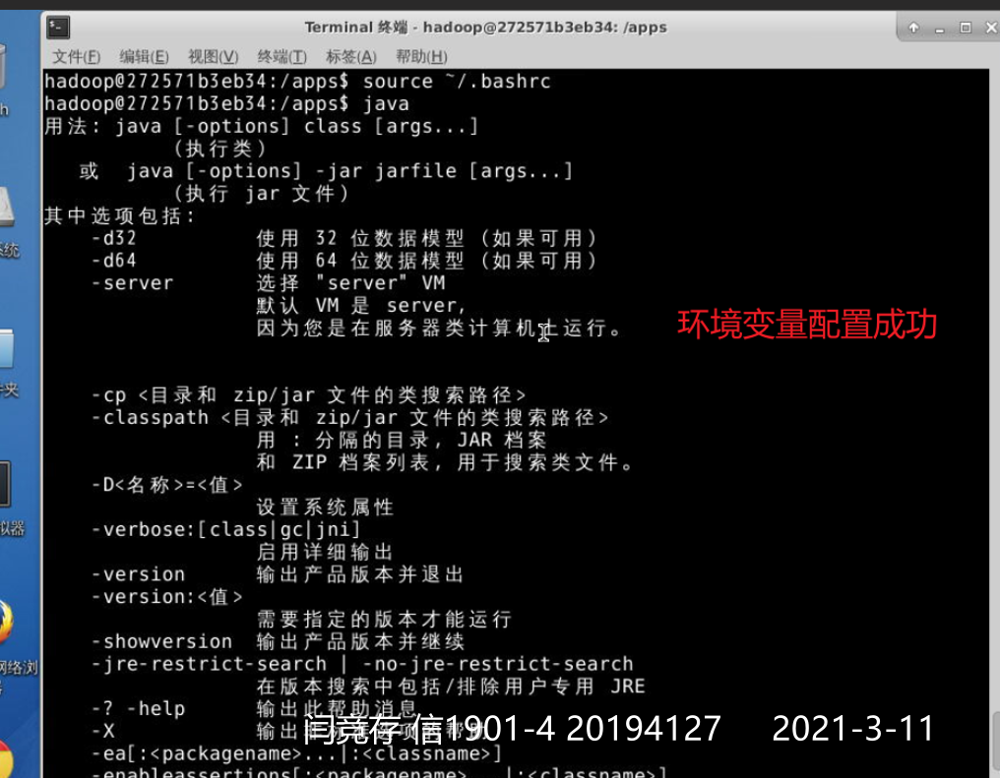 Terminal 终端 - hadoop@272571b3eb34: /apps
文件(F) 编辑(E) 视图(V) 终端(T) 标签(A) 帮助(H)
hadoop@272571b3eb34:/apps$ source ~/.bashrc
hadoop@272571b3eb34:/apps$ java
用法: java [-options] class [args...]
(执行类)
或 java [-options] -jar jarfile [args...]
(执行 jar 文件)
其中选项包括:
-d32 使用 32 位数据模型 (如果可用)
-d64 使用 64 位数据模型 (如果可用)
-server 选择 "server" VM
默认 VM 是 server,
因为您是在服务器类计算机上运行。
环境变量配置成功
-cp <目录和 zip/jar 文件的类搜索路径>
-classpath <目录和 zip/jar 文件的类搜索路径>
用 : 分隔的目录, JAR 档案
和 ZIP 档案列表, 用于搜索类文件。
-D<名称>=<值>
设置系统属性
-verbose:[class|gc|jni]
启用详细输出
-version 输出产品版本并退出
-version:<值>
需要指定的版本才能运行
-showversion 输出产品版本并继续
-jre-restrict-search | -no-jre-restrict-search
在版本搜索中包括/排除用户专用 JRE
-? -help 输出此帮助消息
-X 输出非标准选项的帮助
闫竞存 信1901-4 20194127 2021-3-11
-ea[:<packagename>...|:<classname>]
-enableassertions[:<packagename>...|:<classname>]